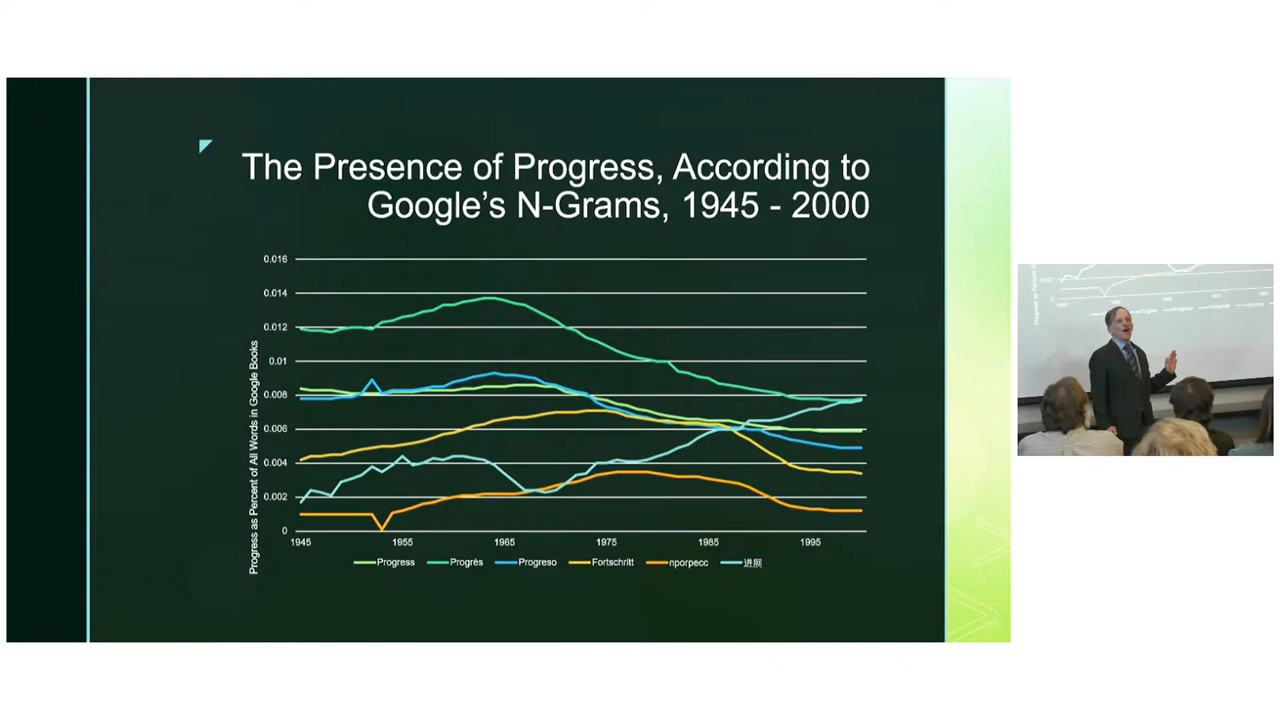 The Presence of Progress, According to
Google's N-Grams, 1945 - 2000
Progress as Percent of All Words in Google Books
0.016
0.014
0.012
0.01
0.008
0.006
0.004
0.002
0
1945 1955 1965 1975 1985 1995
Progress Progrès Progreso Fortschritt прогресс 进展